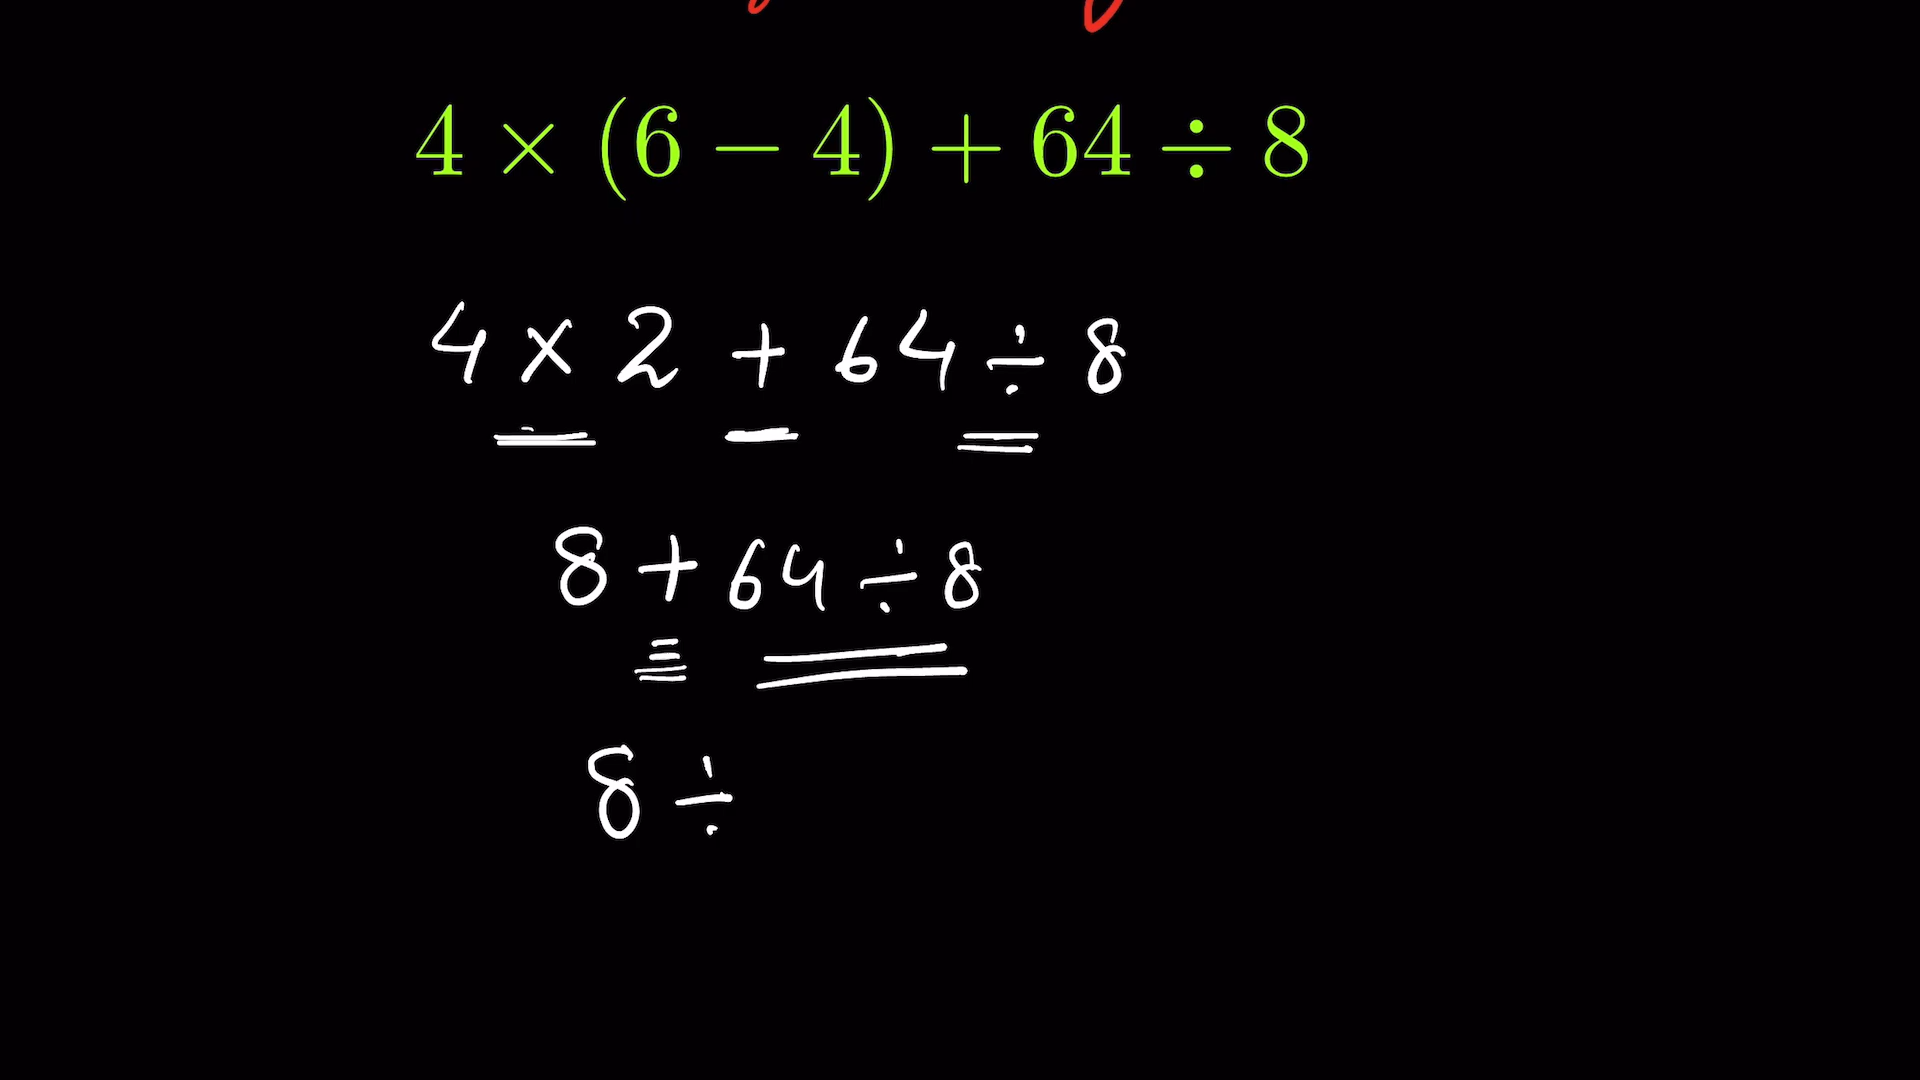 4 × (6 − 4) + 64 ÷ 8
4 × 2 + 64 ÷ 8
8 + 64 ÷ 8
8 ÷